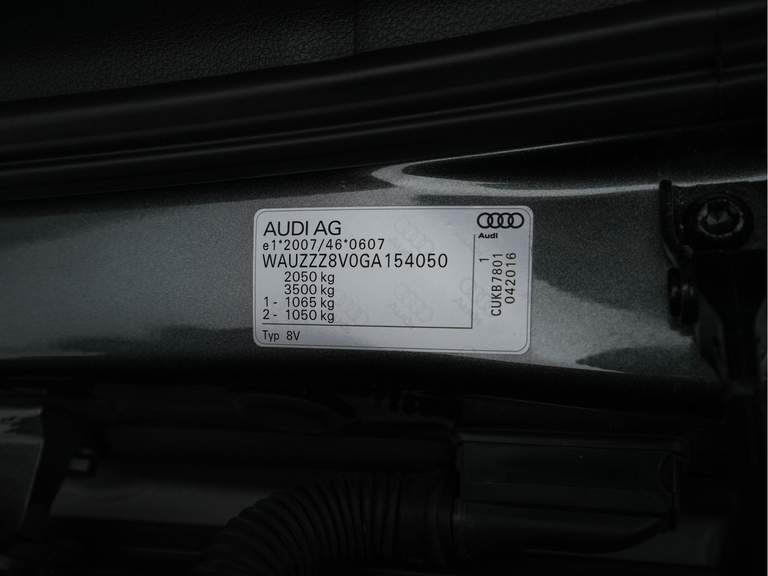 AUDI AG
e1*2007/46*0607
WAUZZZ8V0GA154050
2050 kg
3500 kg
1 - 1065 kg
2 - 1050 kg
Typ 8V
Audi
1
CUKB7801
042016